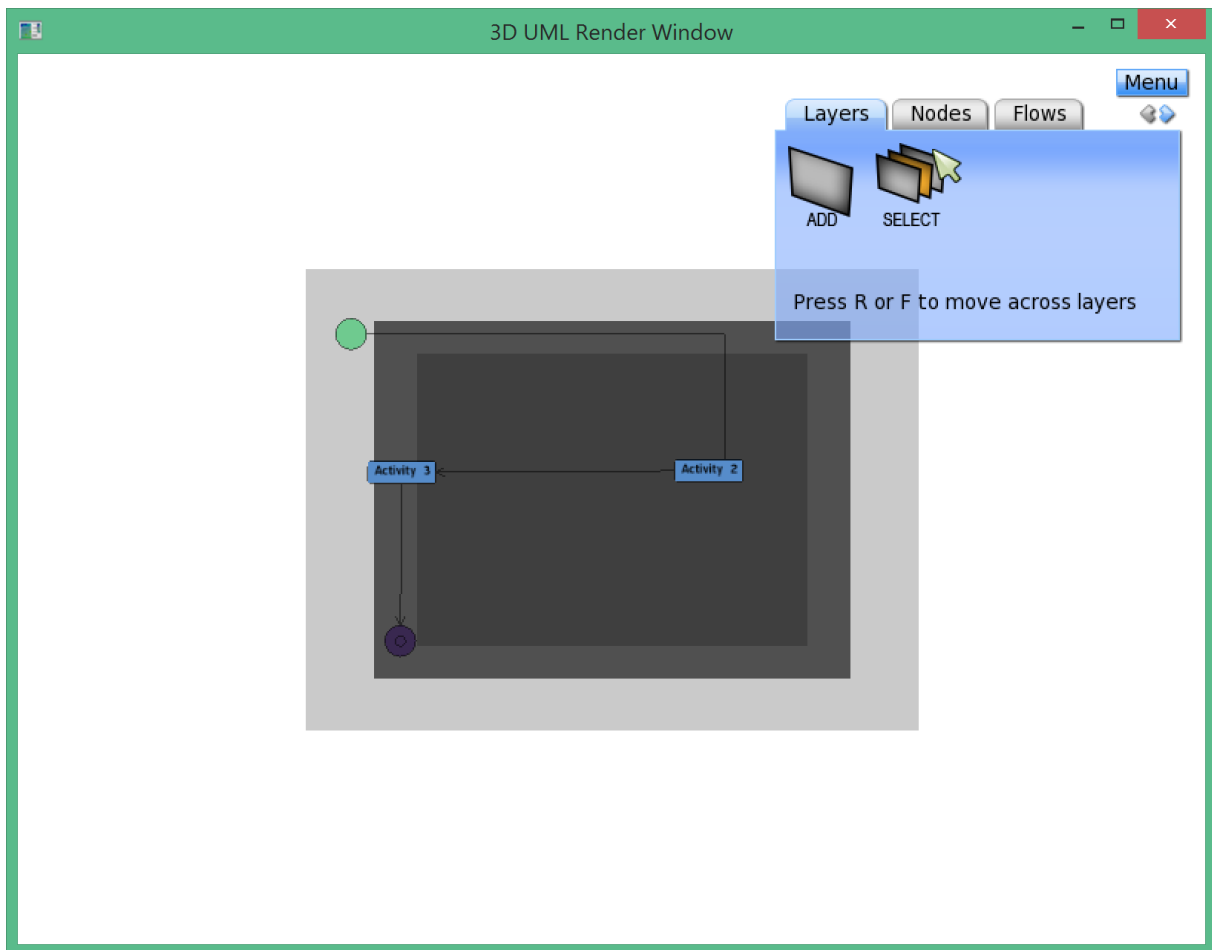 3D UML Render Window
Menu
Layers Nodes Flows
ADD SELECT
Press R or F to move across layers
Activity 3 Activity 2